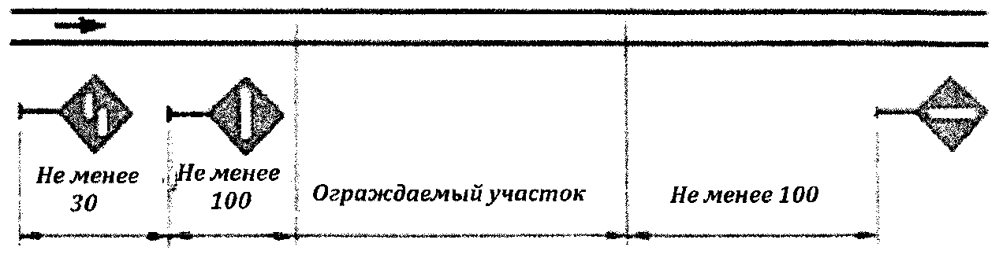 Не менее
30
Не менее
100
Ограждаемый участок
Не менее 100